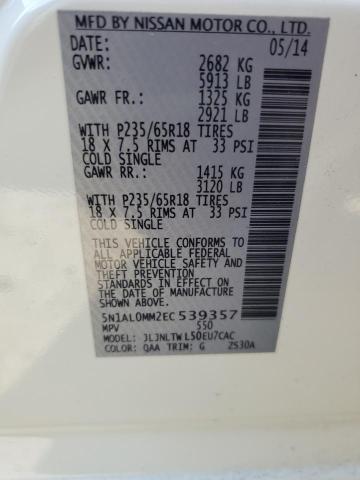 MFD BY NISSAN MOTOR CO., LTD.
DATE: 05/14
GVWR: 2682 KG
5913 LB
GAWR FR.: 1325 KG
2921 LB
WITH P235/65R18 TIRES
18 X 7.5 RIMS AT 33 PSI
COLD SINGLE
GAWR RR.: 1415 KG
3120 LB
WITH P235/65R18 TIRES
18 X 7.5 RIMS AT 33 PSI
COLD SINGLE
THIS VEHICLE CONFORMS
TO ALL APPLICABLE FEDERAL
MOTOR VEHICLE SAFETY AND
THEFT PREVENTION
STANDARDS IN EFFECT ON
THE DATE OF MANUFACTURE
SHOWN ABOVE.
5N1AL0MM2EC539357
MPV 550
MODEL: JLJNLTWL50EU7CAC
COLOR: QAA TRIM: G ZS30A